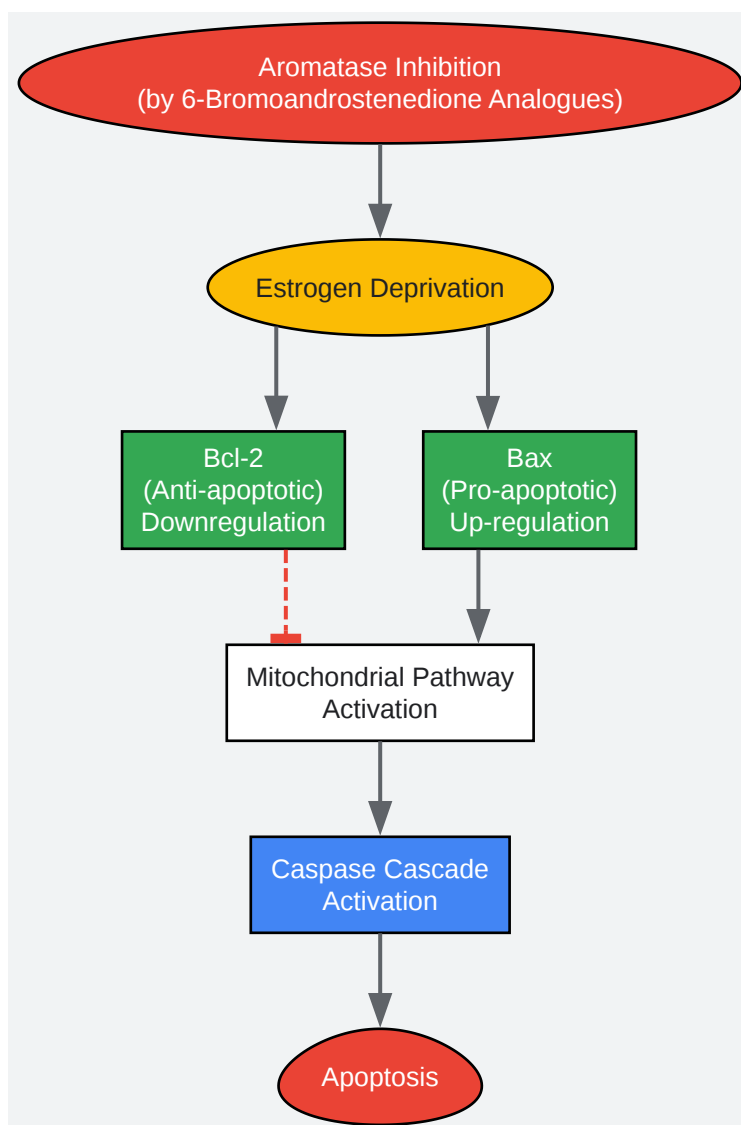 Aromatase Inhibition
(by 6-Bromoandrostenedione Analogues)
Estrogen Deprivation
Bcl-2
(Anti-apoptotic)
Downregulation
Bax
(Pro-apoptotic)
Up-regulation
Mitochondrial Pathway
Activation
Caspase Cascade
Activation
Apoptosis